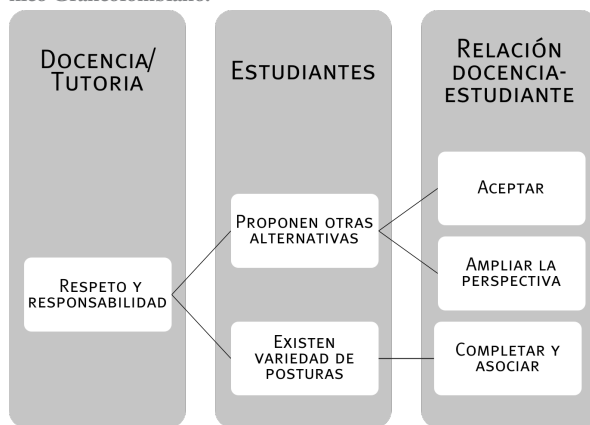 DOCENCIA/
TUTORIA
ESTUDIANTES
RELACIÓN
DOCENCIA-
ESTUDIANTE
RESPETO Y
RESPONSABILIDAD
PROPONEN OTRAS
ALTERNATIVAS
EXISTEN
VARIEDAD DE
POSTURAS
ACEPTAR
AMPLIAR LA
PERSPECTIVA
COMPLETAR Y
ASOCIAR